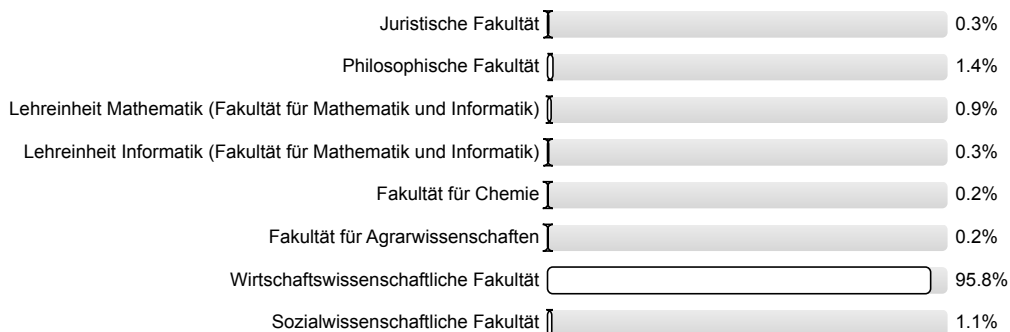 Juristische Fakultät 0.3%
Philosophische Fakultät 1.4%
Lehreinheit Mathematik (Fakultät für Mathematik und Informatik) 0.9%
Lehreinheit Informatik (Fakultät für Mathematik und Informatik) 0.3%
Fakultät für Chemie 0.2%
Fakultät für Agrarwissenschaften 0.2%
Wirtschaftswissenschaftliche Fakultät 95.8%
Sozialwissenschaftliche Fakultät 1.1%